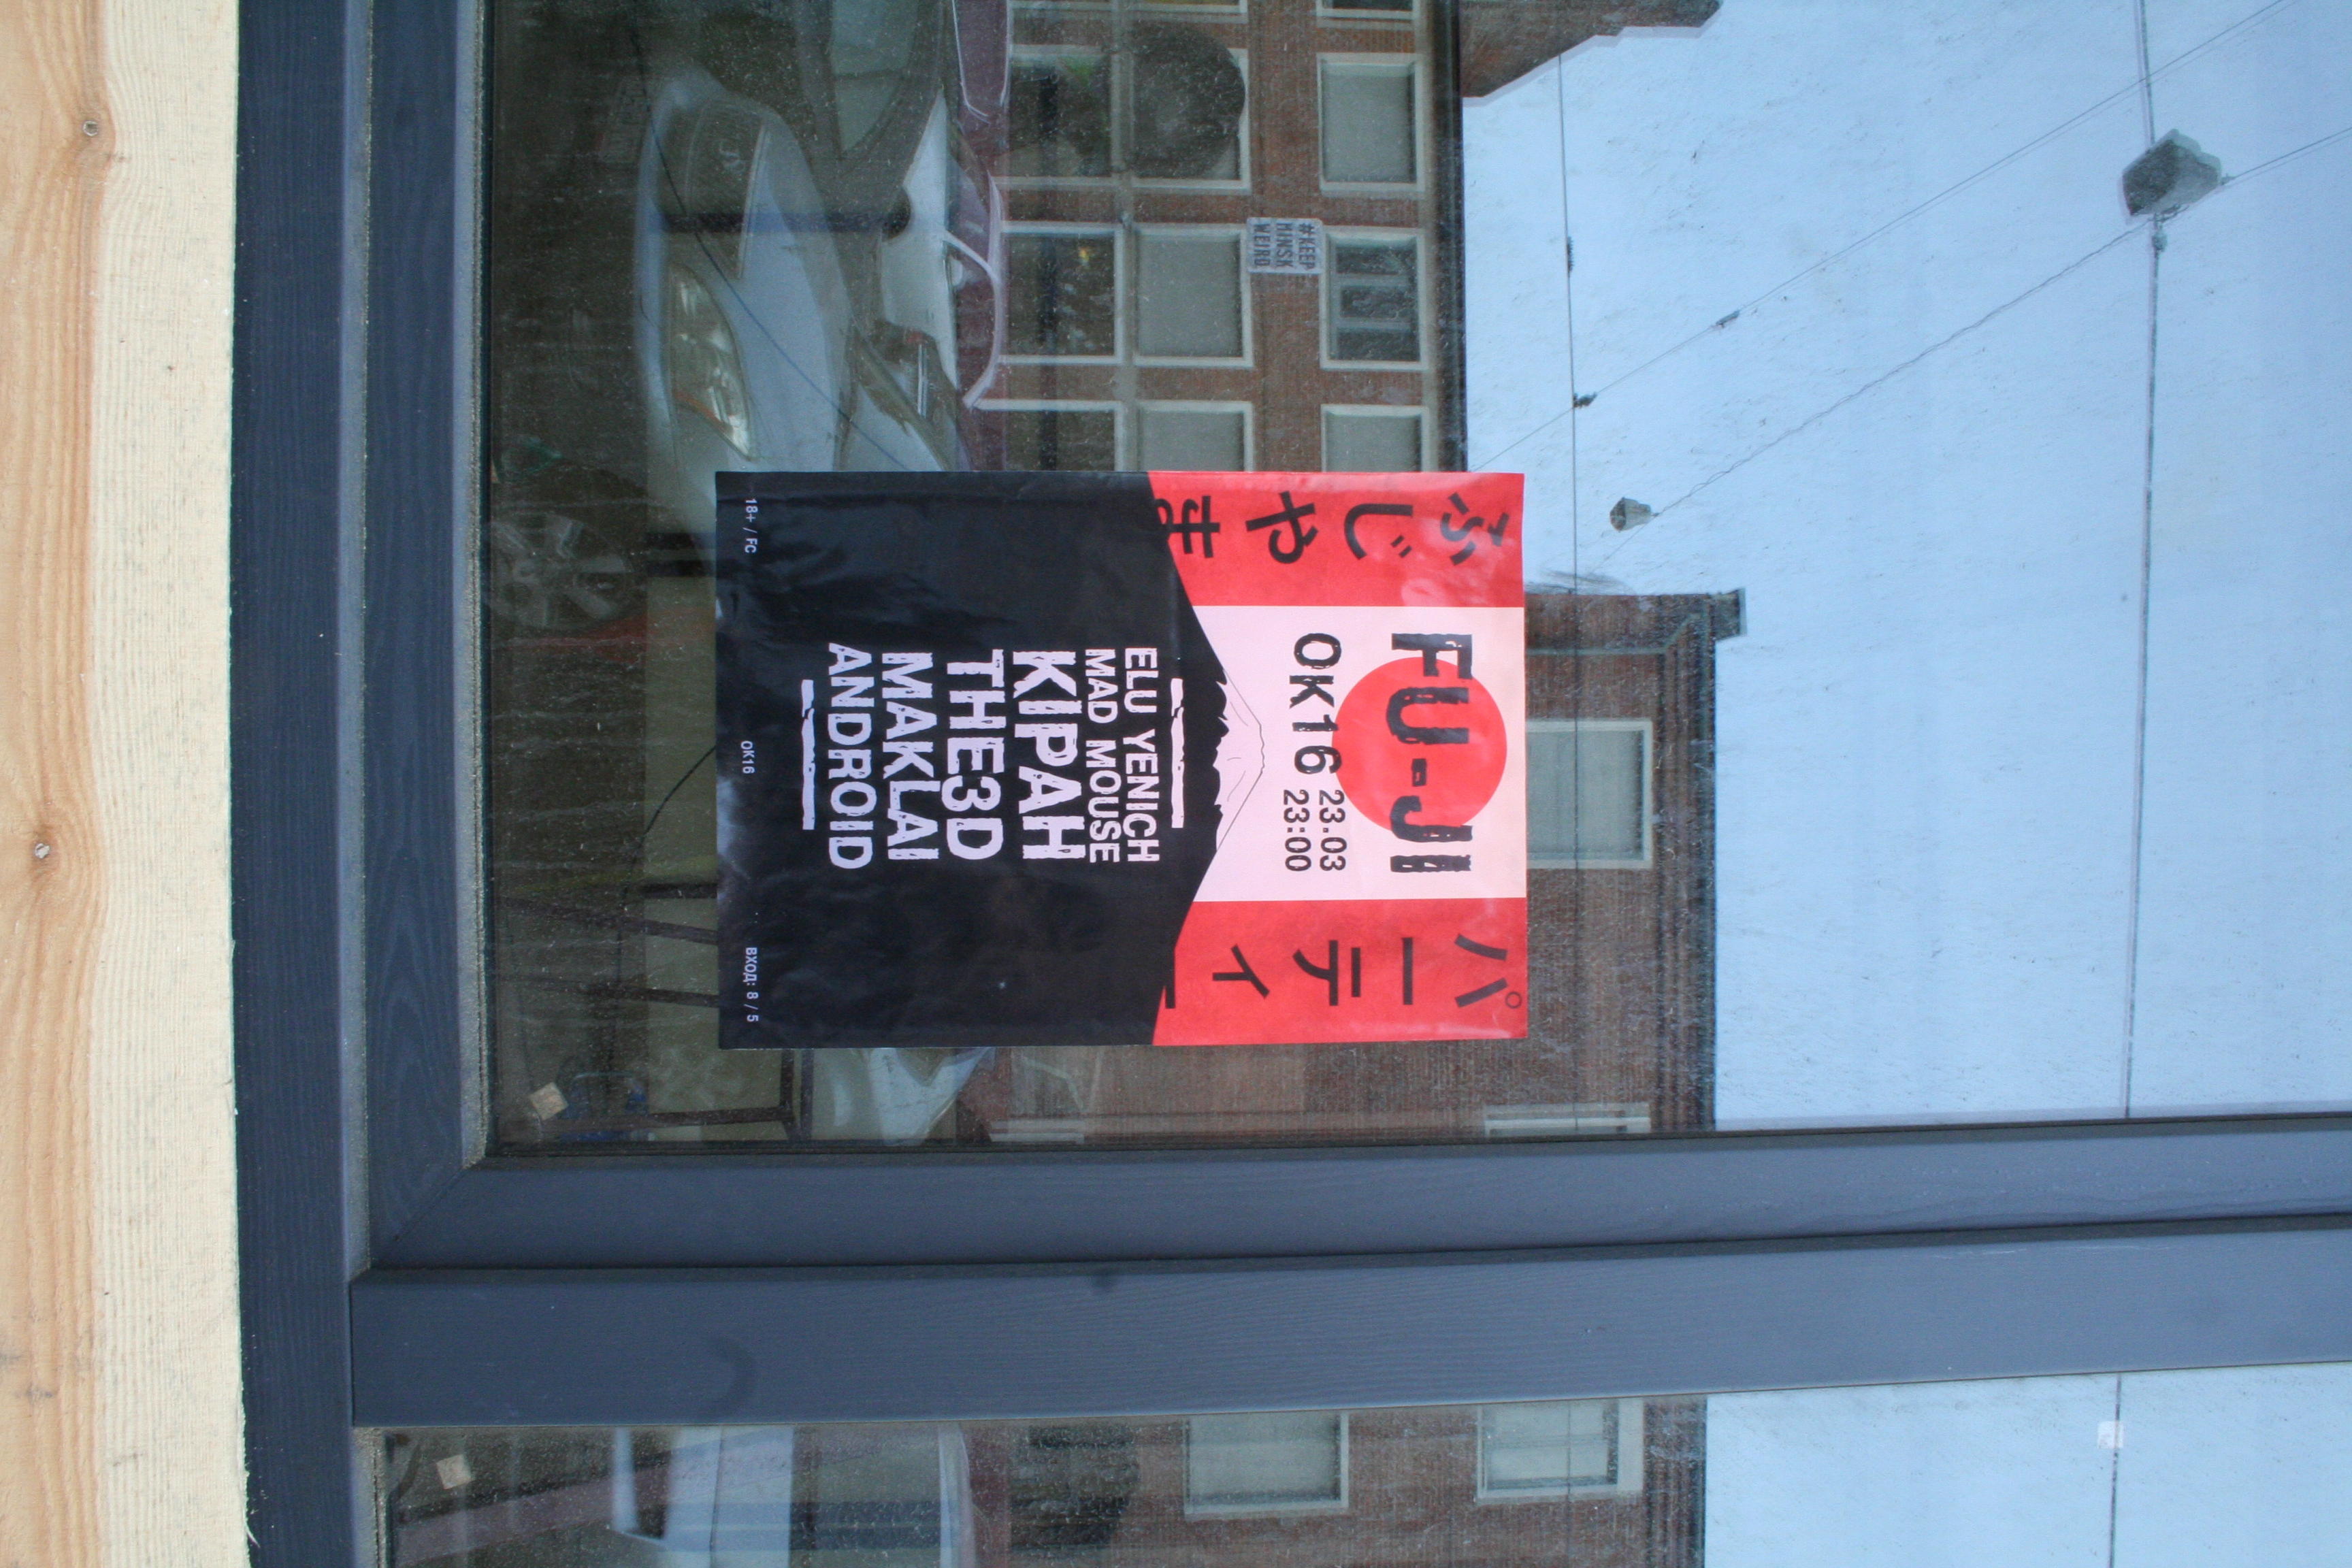 ふじやま
FU-JI
OK16 23.03
23:00
パーティー
ELU YENICH
MAD MOUSE
KIPAH
THE3D
MAKLAI
ANDROID
18+ / FC
OK16
ВХОД: 8 / 5
#KEEP
MINSK
WEIRD